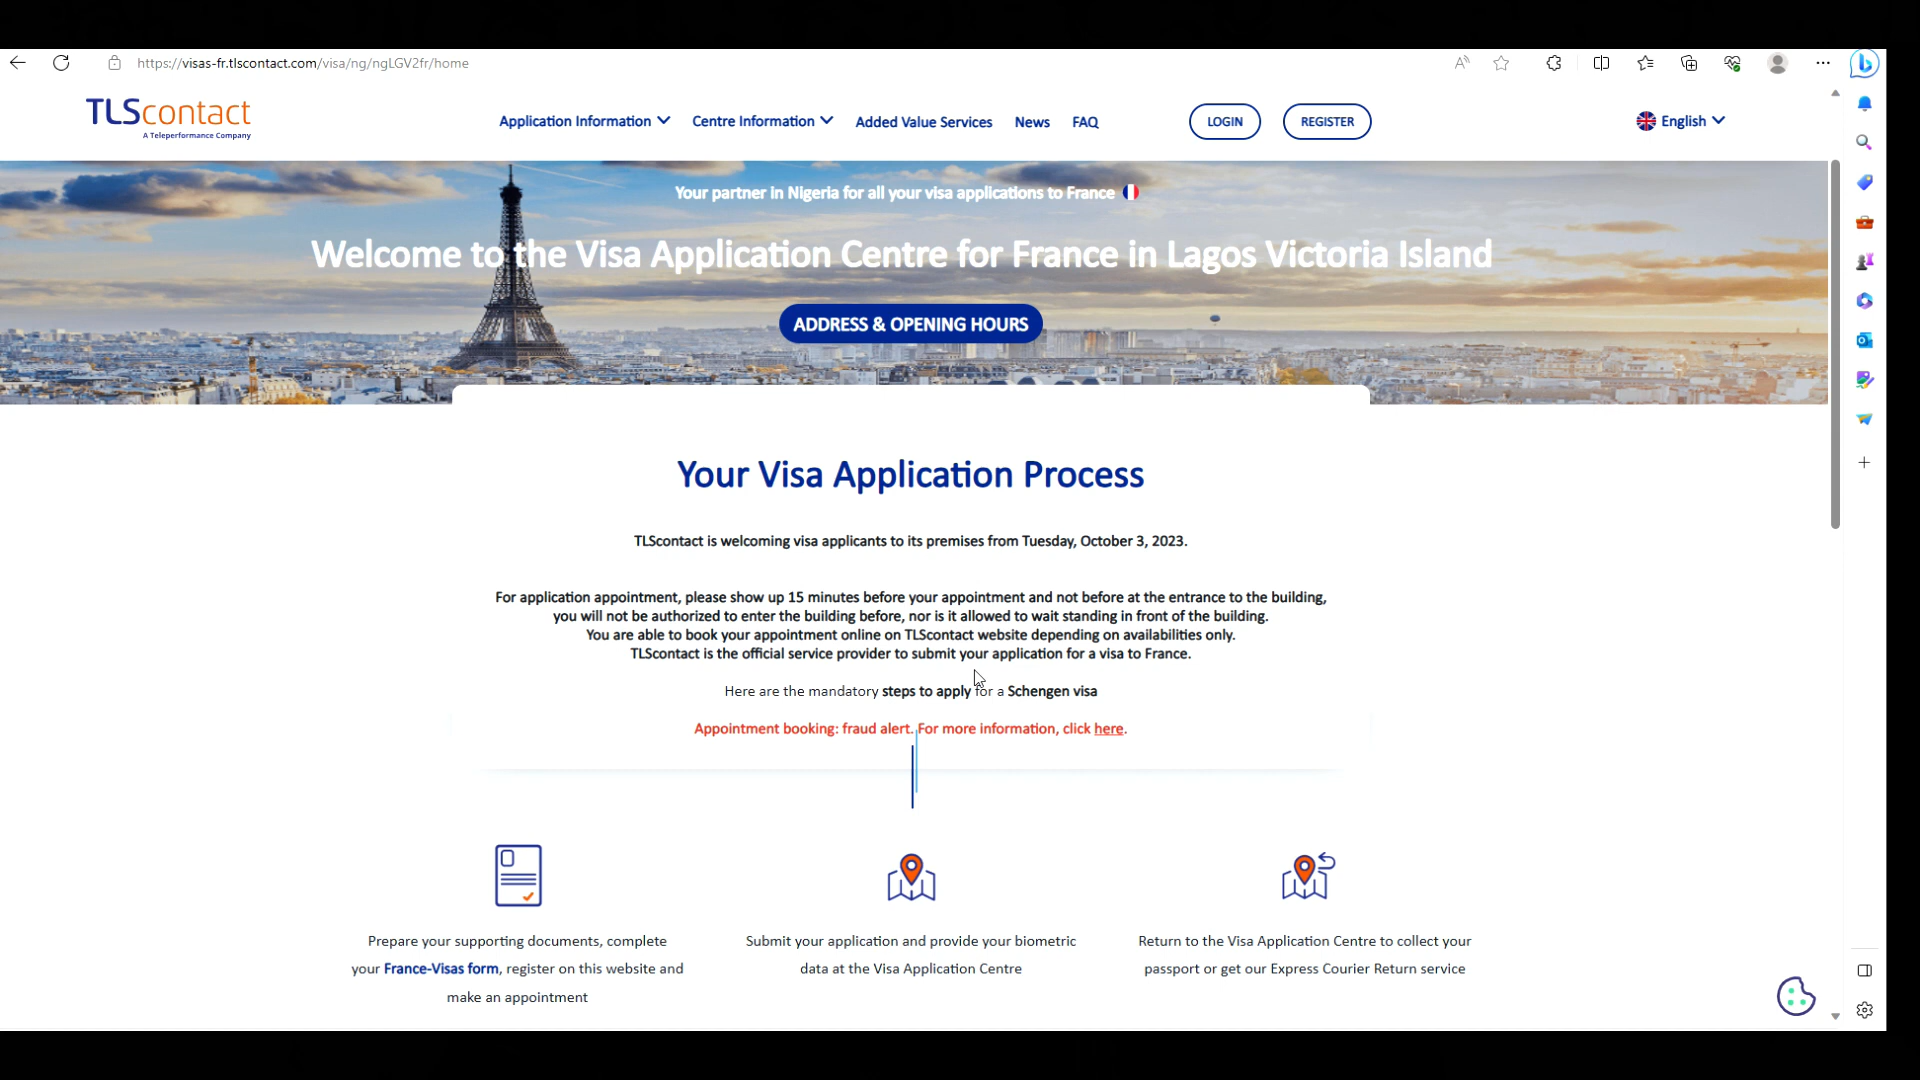 https://visas-fr.tlscontact.com/visa/ng/ngLGV2fr/home
TLScontact
A Teleperformance Company
Application Information
Centre Information
Added Value Services
News
FAQ
LOGIN
REGISTER
English
Your partner in Nigeria for all your visa applications to France
Welcome to the Visa Application Centre for France in Lagos Victoria Island
ADDRESS & OPENING HOURS
Your Visa Application Process
TLScontact is welcoming visa applicants to its premises from Tuesday, October 3, 2023.
For application appointment, please show up 15 minutes before your appointment and not before at the entrance to the building,
you will not be authorized to enter the building before, nor is it allowed to wait standing in front of the building.
You are able to book your appointment online on TLScontact website depending on availabilities only.
TLScontact is the official service provider to submit your application for a visa to France.
Here are the mandatory steps to apply for a Schengen visa
Appointment booking: fraud alert. For more information, click here.
Prepare your supporting documents, complete
your France-Visas form, register on this website and
make an appointment
Submit your application and provide your biometric
data at the Visa Application Centre
Return to the Visa Application Centre to collect your
passport or get our Express Courier Return service